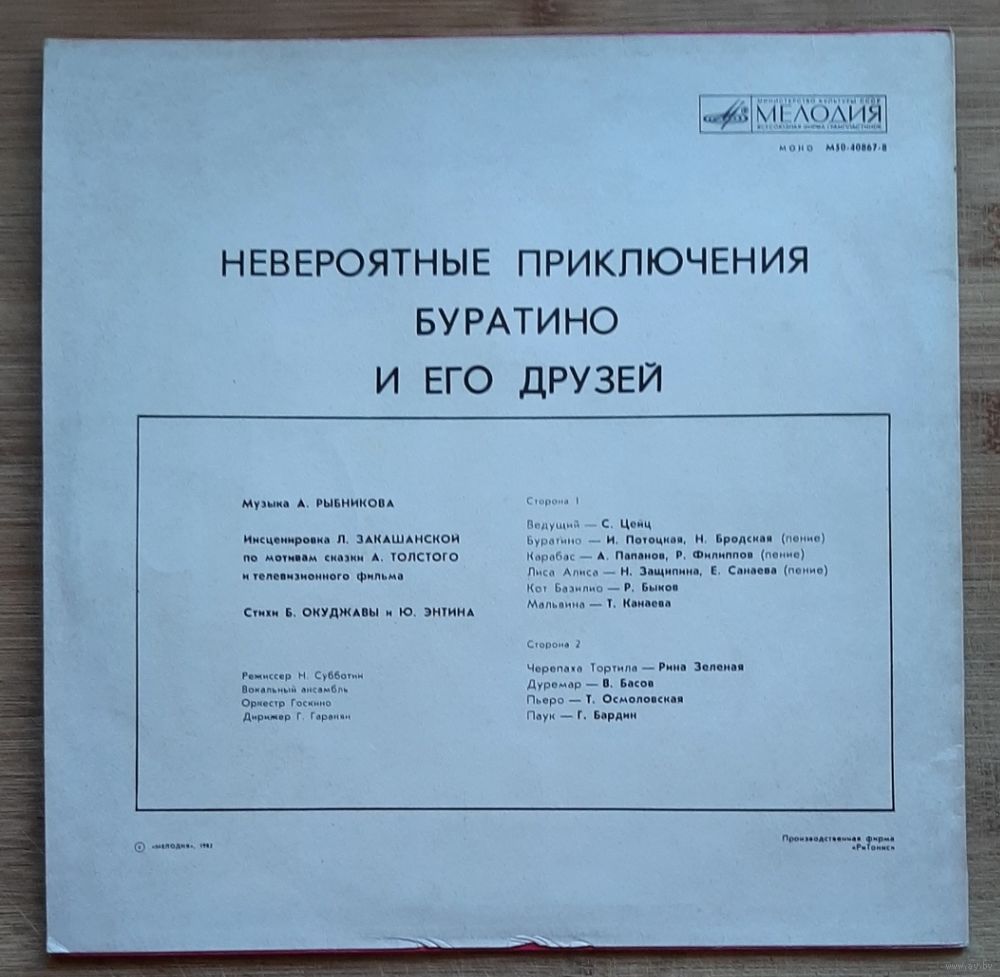 МИНИСТЕРСТВО КУЛЬТУРЫ СССР
МЕЛОДИЯ
ВСЕСОЮЗНАЯ ФИРМА ГРАМПЛАСТИНОК
МОНО М50-40867-8
НЕВЕРОЯТНЫЕ ПРИКЛЮЧЕНИЯ
БУРАТИНО
И ЕГО ДРУЗЕЙ
Музыка А. РЫБНИКОВА
Инсценировка Л. ЗАКАШАНСКОЙ
по мотивам сказки А. ТОЛСТОГО
и телевизионного фильма
Стихи Б. ОКУДЖАВЫ и Ю. ЭНТИНА
Режиссер Н. Субботин
Вокальный ансамбль
Оркестр Госкино
Дирижер Г. Гаранян
Сторона 1
Ведущий — С. Цейц
Буратино — И. Потоцкая, Н. Бродская (пение)
Карабас — А. Папанов, Р. Филиппов (пение)
Лиса Алиса — Н. Защипина, Е. Санаева (пение)
Кот Базилио — Р. Быков
Мальвина — Т. Канаева
Сторона 2
Черепаха Тортила — Рина Зеленая
Дуремар — В. Басов
Пьеро — Т. Осмоловская
Паук — Г. Бардин
℗ «МЕЛОДИЯ», 1982
Производственная фирма
«РиТонис»
www.ay.by